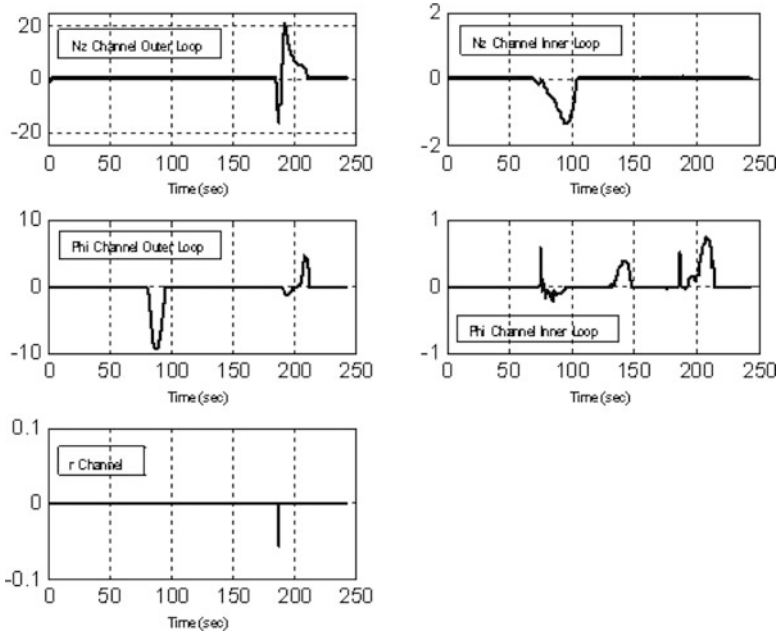 20
0
-20
Nz Channel Outer Loop
0 50 100 150 200 250
Time(sec)
2
0
-2
Nz Channel Inner Loop
0 50 100 150 200 250
Time(sec)
10
0
-10
Phi Channel Outer Loop
0 50 100 150 200 250
Time(sec)
1
0
-1
Phi Channel Inner Loop
0 50 100 150 200 250
Time(sec)
0.1
0
-0.1
r Channel
0 50 100 150 200 250
Time(sec)